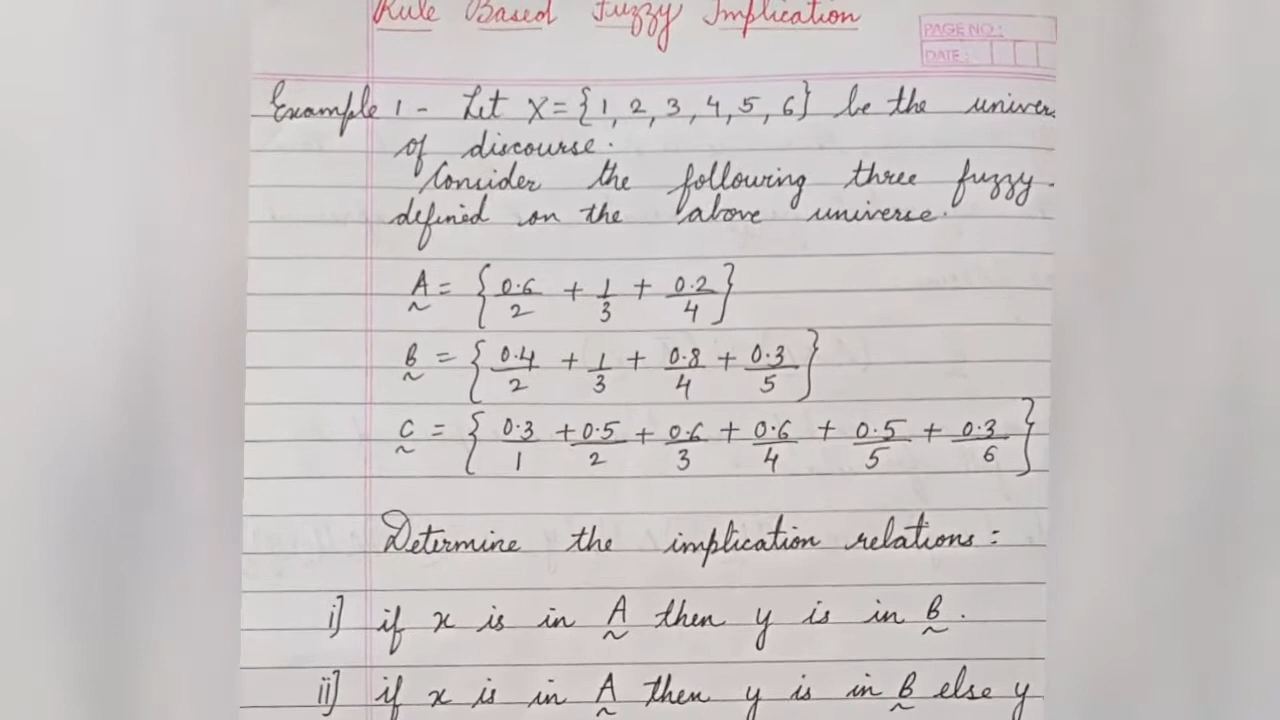 Rule Based Fuzzy Implication
PAGE NO.:
DATE:
Example 1 - Let X = {1, 2, 3, 4, 5, 6} be the univer
of discourse.
Consider the following three fuzzy
defined on the above universe.
A = {0.6/2 + 1/3 + 0.2/4}
B = {0.4/2 + 1/3 + 0.8/4 + 0.3/5}
C = {0.3/1 + 0.5/2 + 0.6/3 + 0.6/4 + 0.5/5 + 0.3/6}
Determine the implication relations :
i] if x is in A then y is in B.
ii] if x is in A then y is in B else y